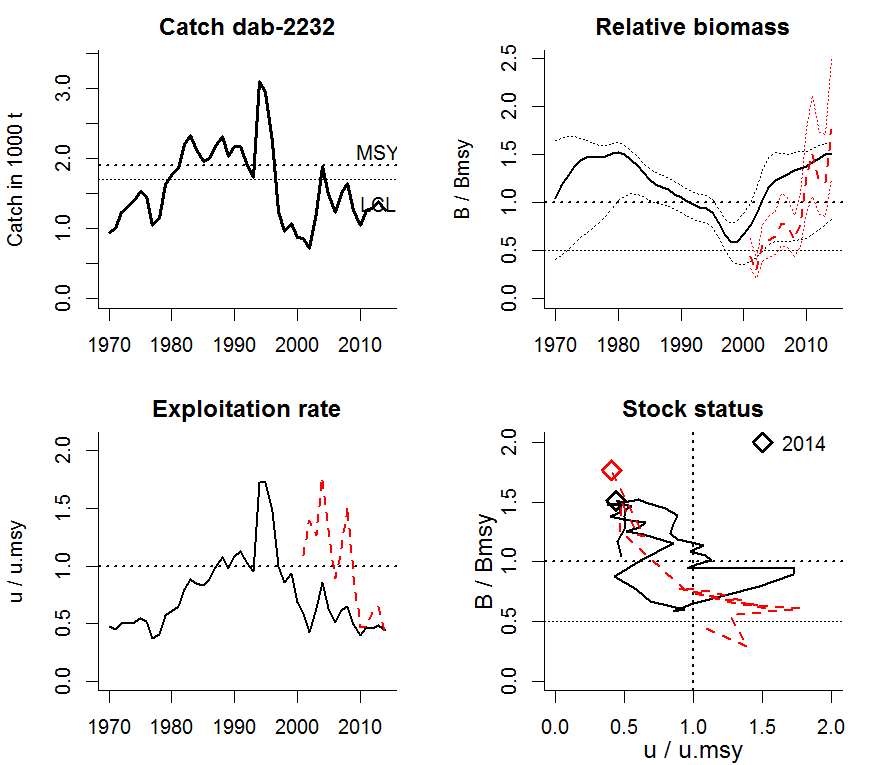 Catch dab-2232
Catch in 1000 t
0.0 1.0 2.0 3.0
MSY
LCL
1970 1980 1990 2000 2010
Relative biomass
B / Bmsy
0.0 0.5 1.0 1.5 2.0 2.5
1970 1980 1990 2000 2010
Exploitation rate
u / u.msy
0.0 0.5 1.0 1.5 2.0
1970 1980 1990 2000 2010
Stock status
B / Bmsy
0.0 0.5 1.0 1.5 2.0
2014
0.0 0.5 1.0 1.5 2.0
u / u.msy